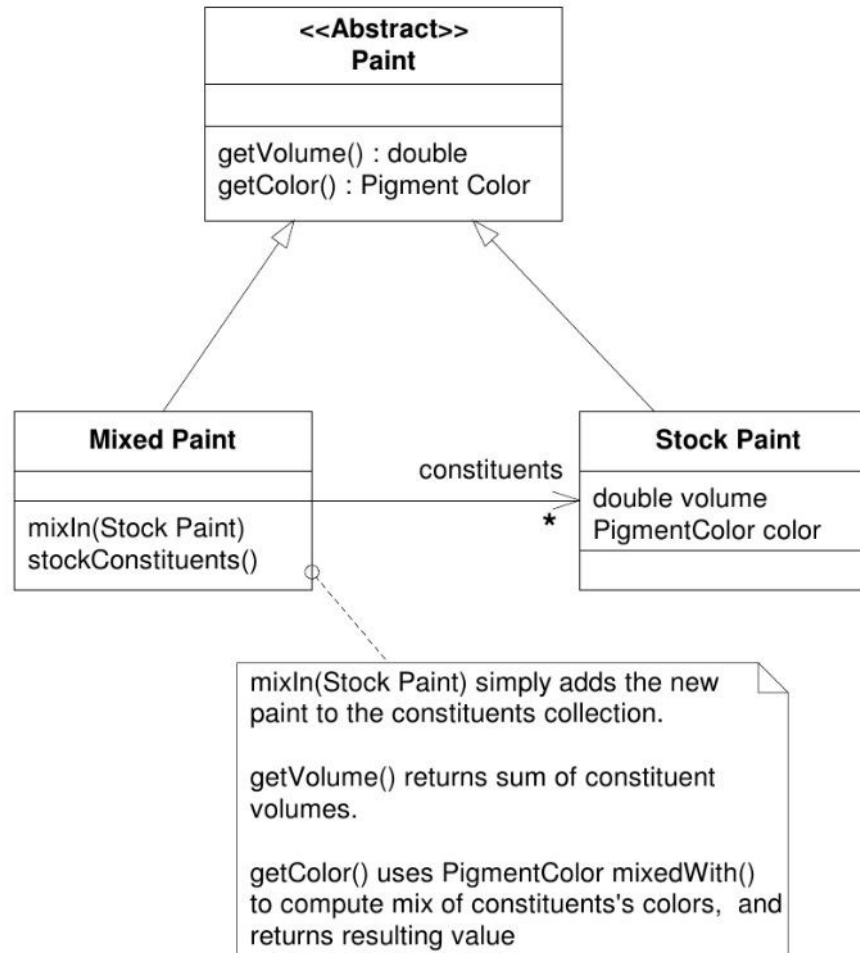 <<Abstract>>
Paint
getVolume() : double
getColor() : Pigment Color
Mixed Paint
mixIn(Stock Paint)
stockConstituents()
constituents
*
Stock Paint
double volume
PigmentColor color
mixIn(Stock Paint) simply adds the new
paint to the constituents collection.
getVolume() returns sum of constituent
volumes.
getColor() uses PigmentColor mixedWith()
to compute mix of constituents's colors, and
returns resulting value